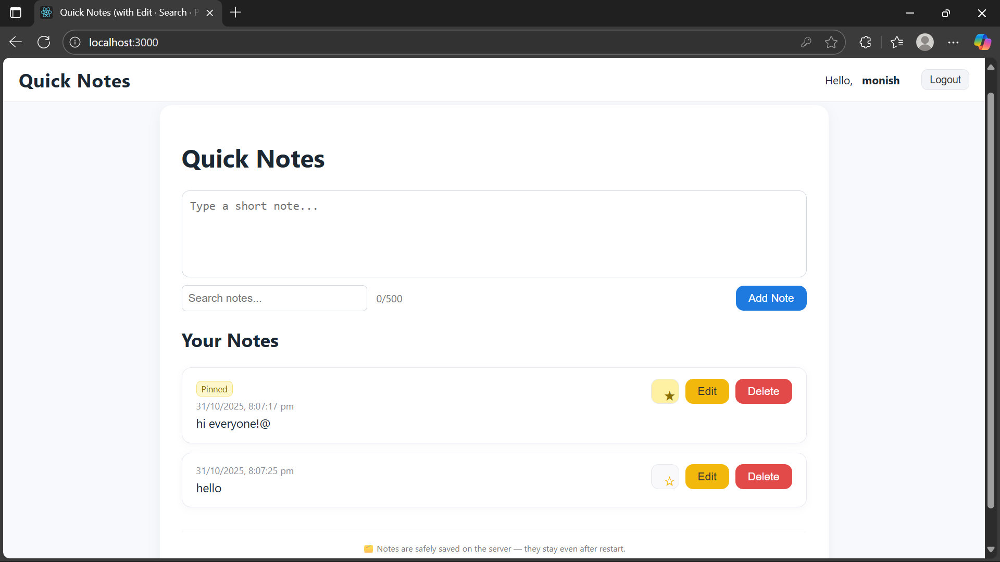 Quick Notes (with Edit · Search ·
localhost:3000
Quick Notes
Hello, monish
Logout
Quick Notes
Type a short note...
Search notes...
0/500
Add Note
Your Notes
Pinned
★ Edit Delete
31/10/2025, 8:07:17 pm
hi everyone!@
31/10/2025, 8:07:25 pm
☆ Edit Delete
hello
🗂️ Notes are safely saved on the server — they stay even after restart.